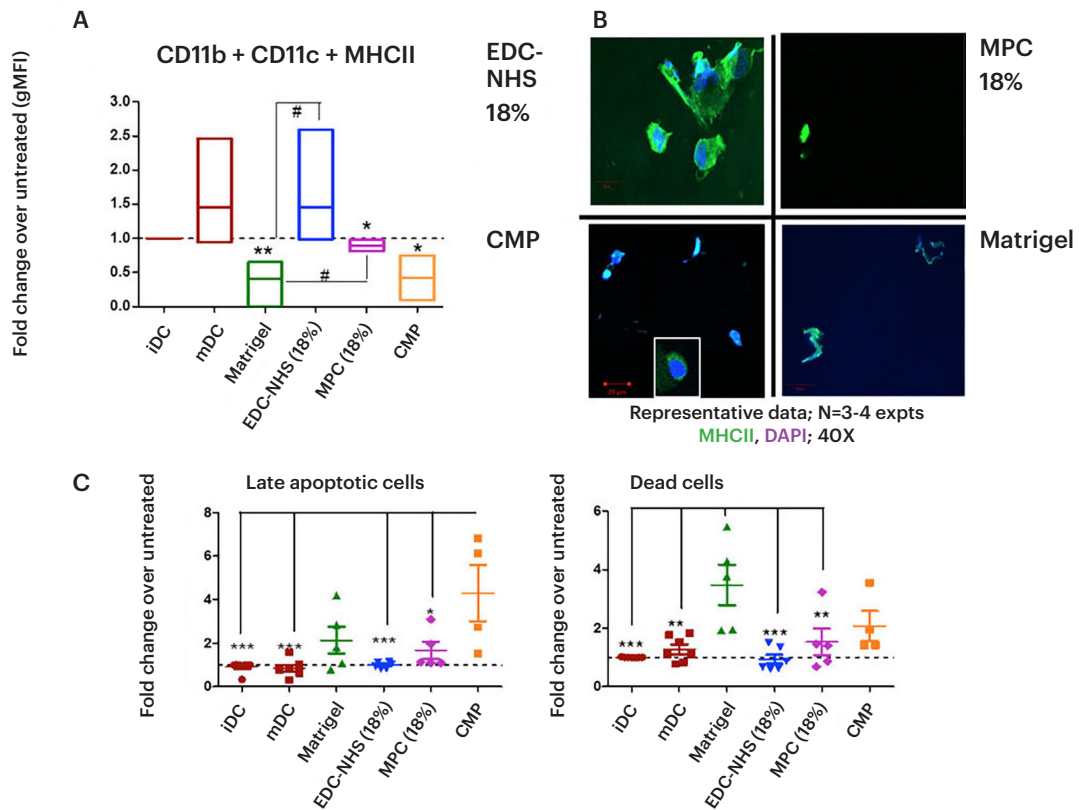 A
CD11b + CD11c + MHCII
Fold change over untreated (gMFI)
3.0
2.5
2.0
1.5
1.0
0.5
0.0
#
**
#
*
*
iDC
mDC
Matrigel
EDC-NHS (18%)
MPC (18%)
CMP
B
EDC-
NHS
18%
MPC
18%
CMP
Matrigel
Representative data; N=3-4 expts
MHCII, DAPI; 40X
C
Late apoptotic cells
Fold change over untreated
8
6
4
2
0
***
***
***
*
iDC
mDC
Matrigel
EDC-NHS (18%)
MPC (18%)
CMP
Dead cells
Fold change over untreated
6
4
2
0
***
**
***
**
iDC
mDC
Matrigel
EDC-NHS (18%)
MPC (18%)
CMP